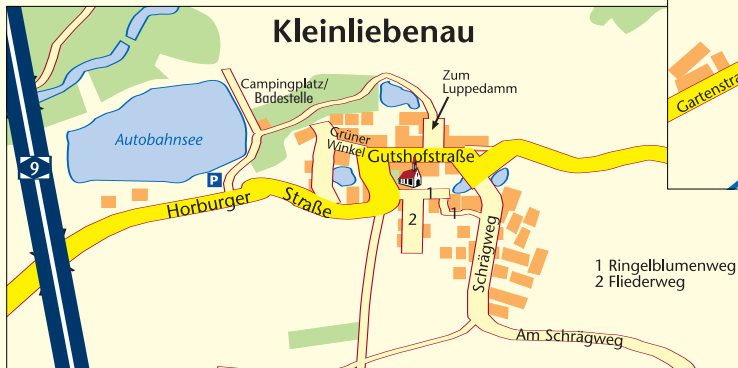 Kleinliebenau
Zum
Luppedamm
Campingplatz/
Badestelle
Gartenstra
Autobahnsee
Grüner
Winkel
Gutshofstraße
9
P
Horburger
Straße
1
1
2
Schrägweg
1 Ringelblumenweg
2 Fliederweg
Am Schrägweg